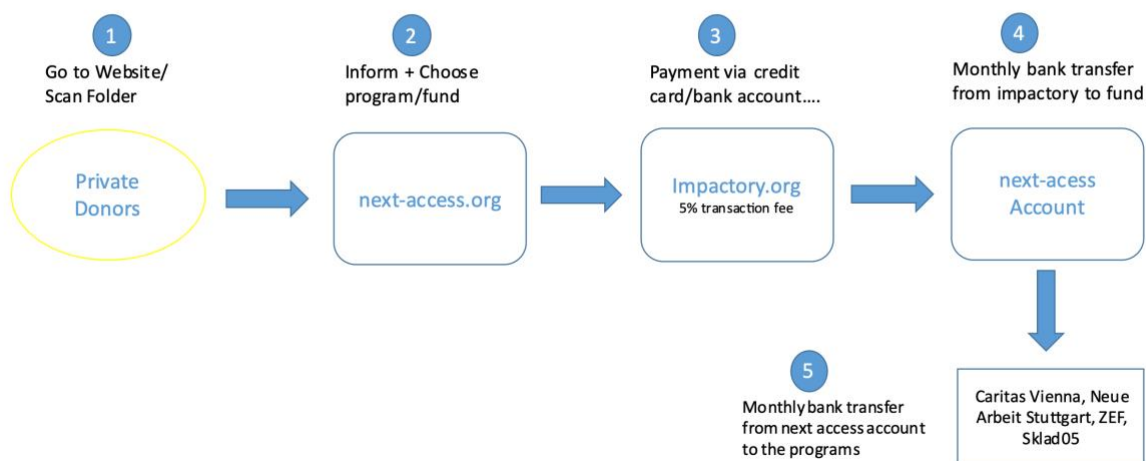 1
Go to Website/
Scan Folder
Private
Donors
2
Inform + Choose
program/fund
next-access.org
3
Payment via credit
card/bank account....
Impactory.org
5% transaction fee
4
Monthly bank transfer
from impactory to fund
next-acess
Account
5
Monthly bank transfer
from next access account
to the programs
Caritas Vienna, Neue
Arbeit Stuttgart, ZEF,
Sklad05